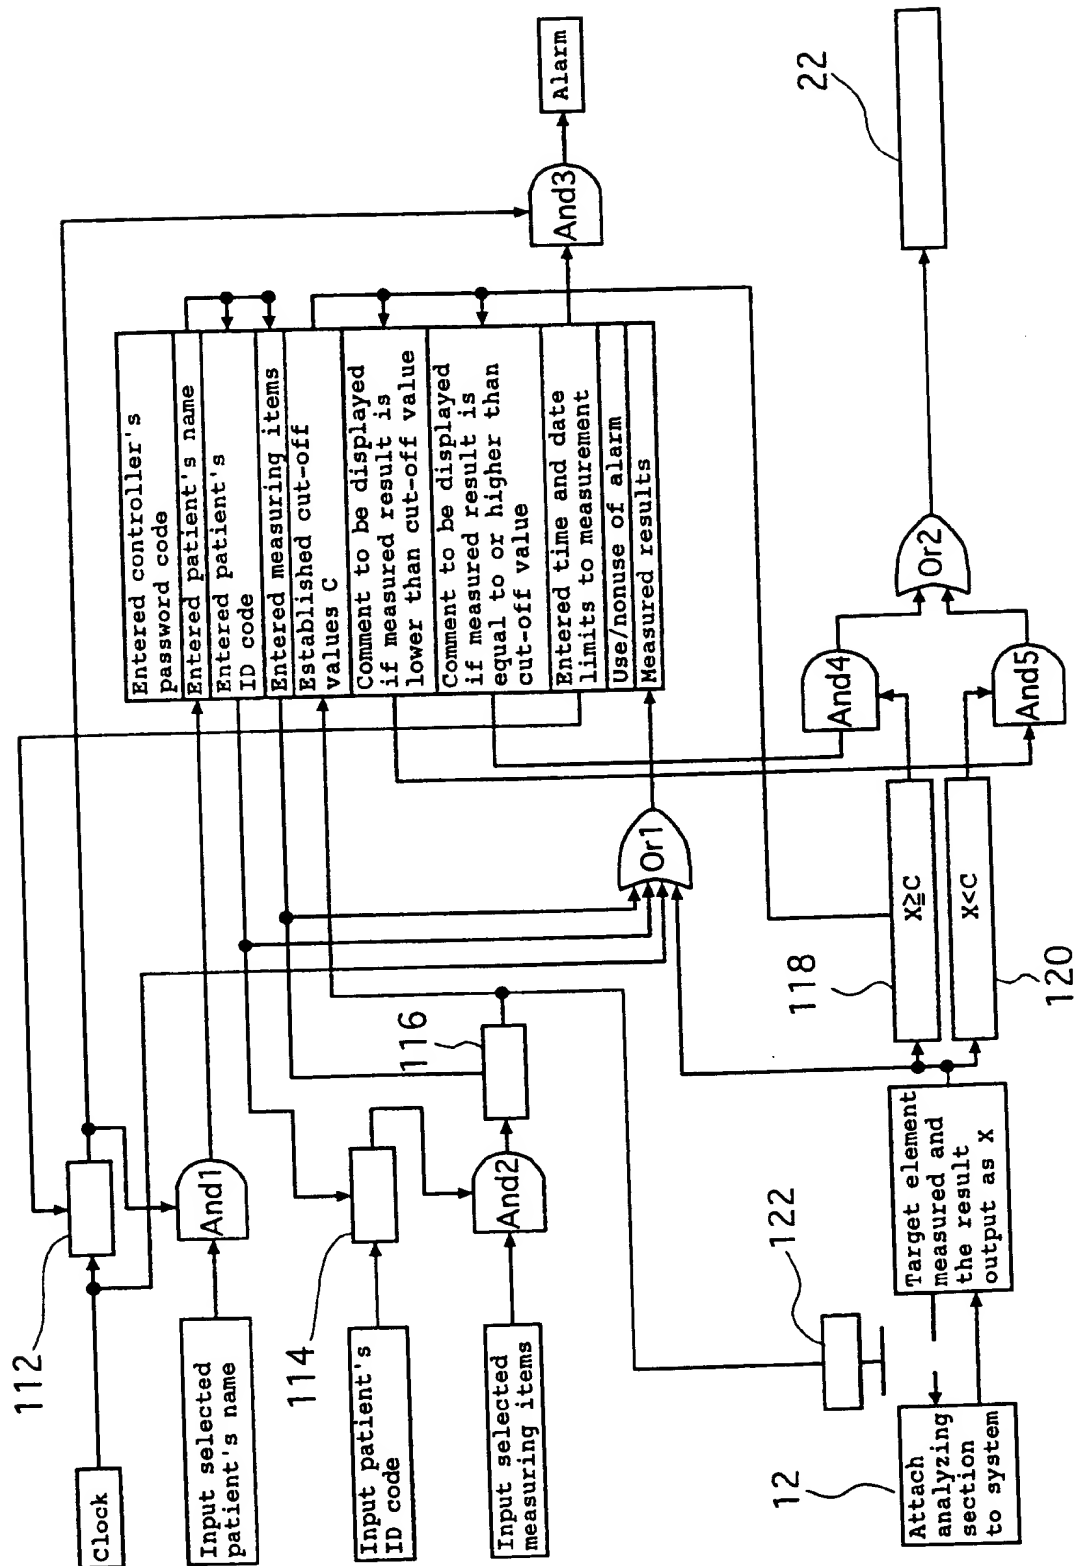 Clock
112
Input selected
patient's name
And1
114
Input patient's
ID code
Input selected
measuring items
And2
116
122
12
Attach
analyzing
section
to system
Target element
measured and
the result
output as X
118
X≧C
X<C
120
Or1
Entered controller's
password code
Entered patient's name
Entered patient's
ID code
Entered measuring items
Established cut-off
values C
Comment to be displayed
if measured result is
lower than cut-off value
Comment to be displayed
if measured result is
equal to or higher than
cut-off value
Entered time and date
limits to measurement
Use/nonuse of alarm
Measured results
And3
Alarm
And4
And5
Or2
22